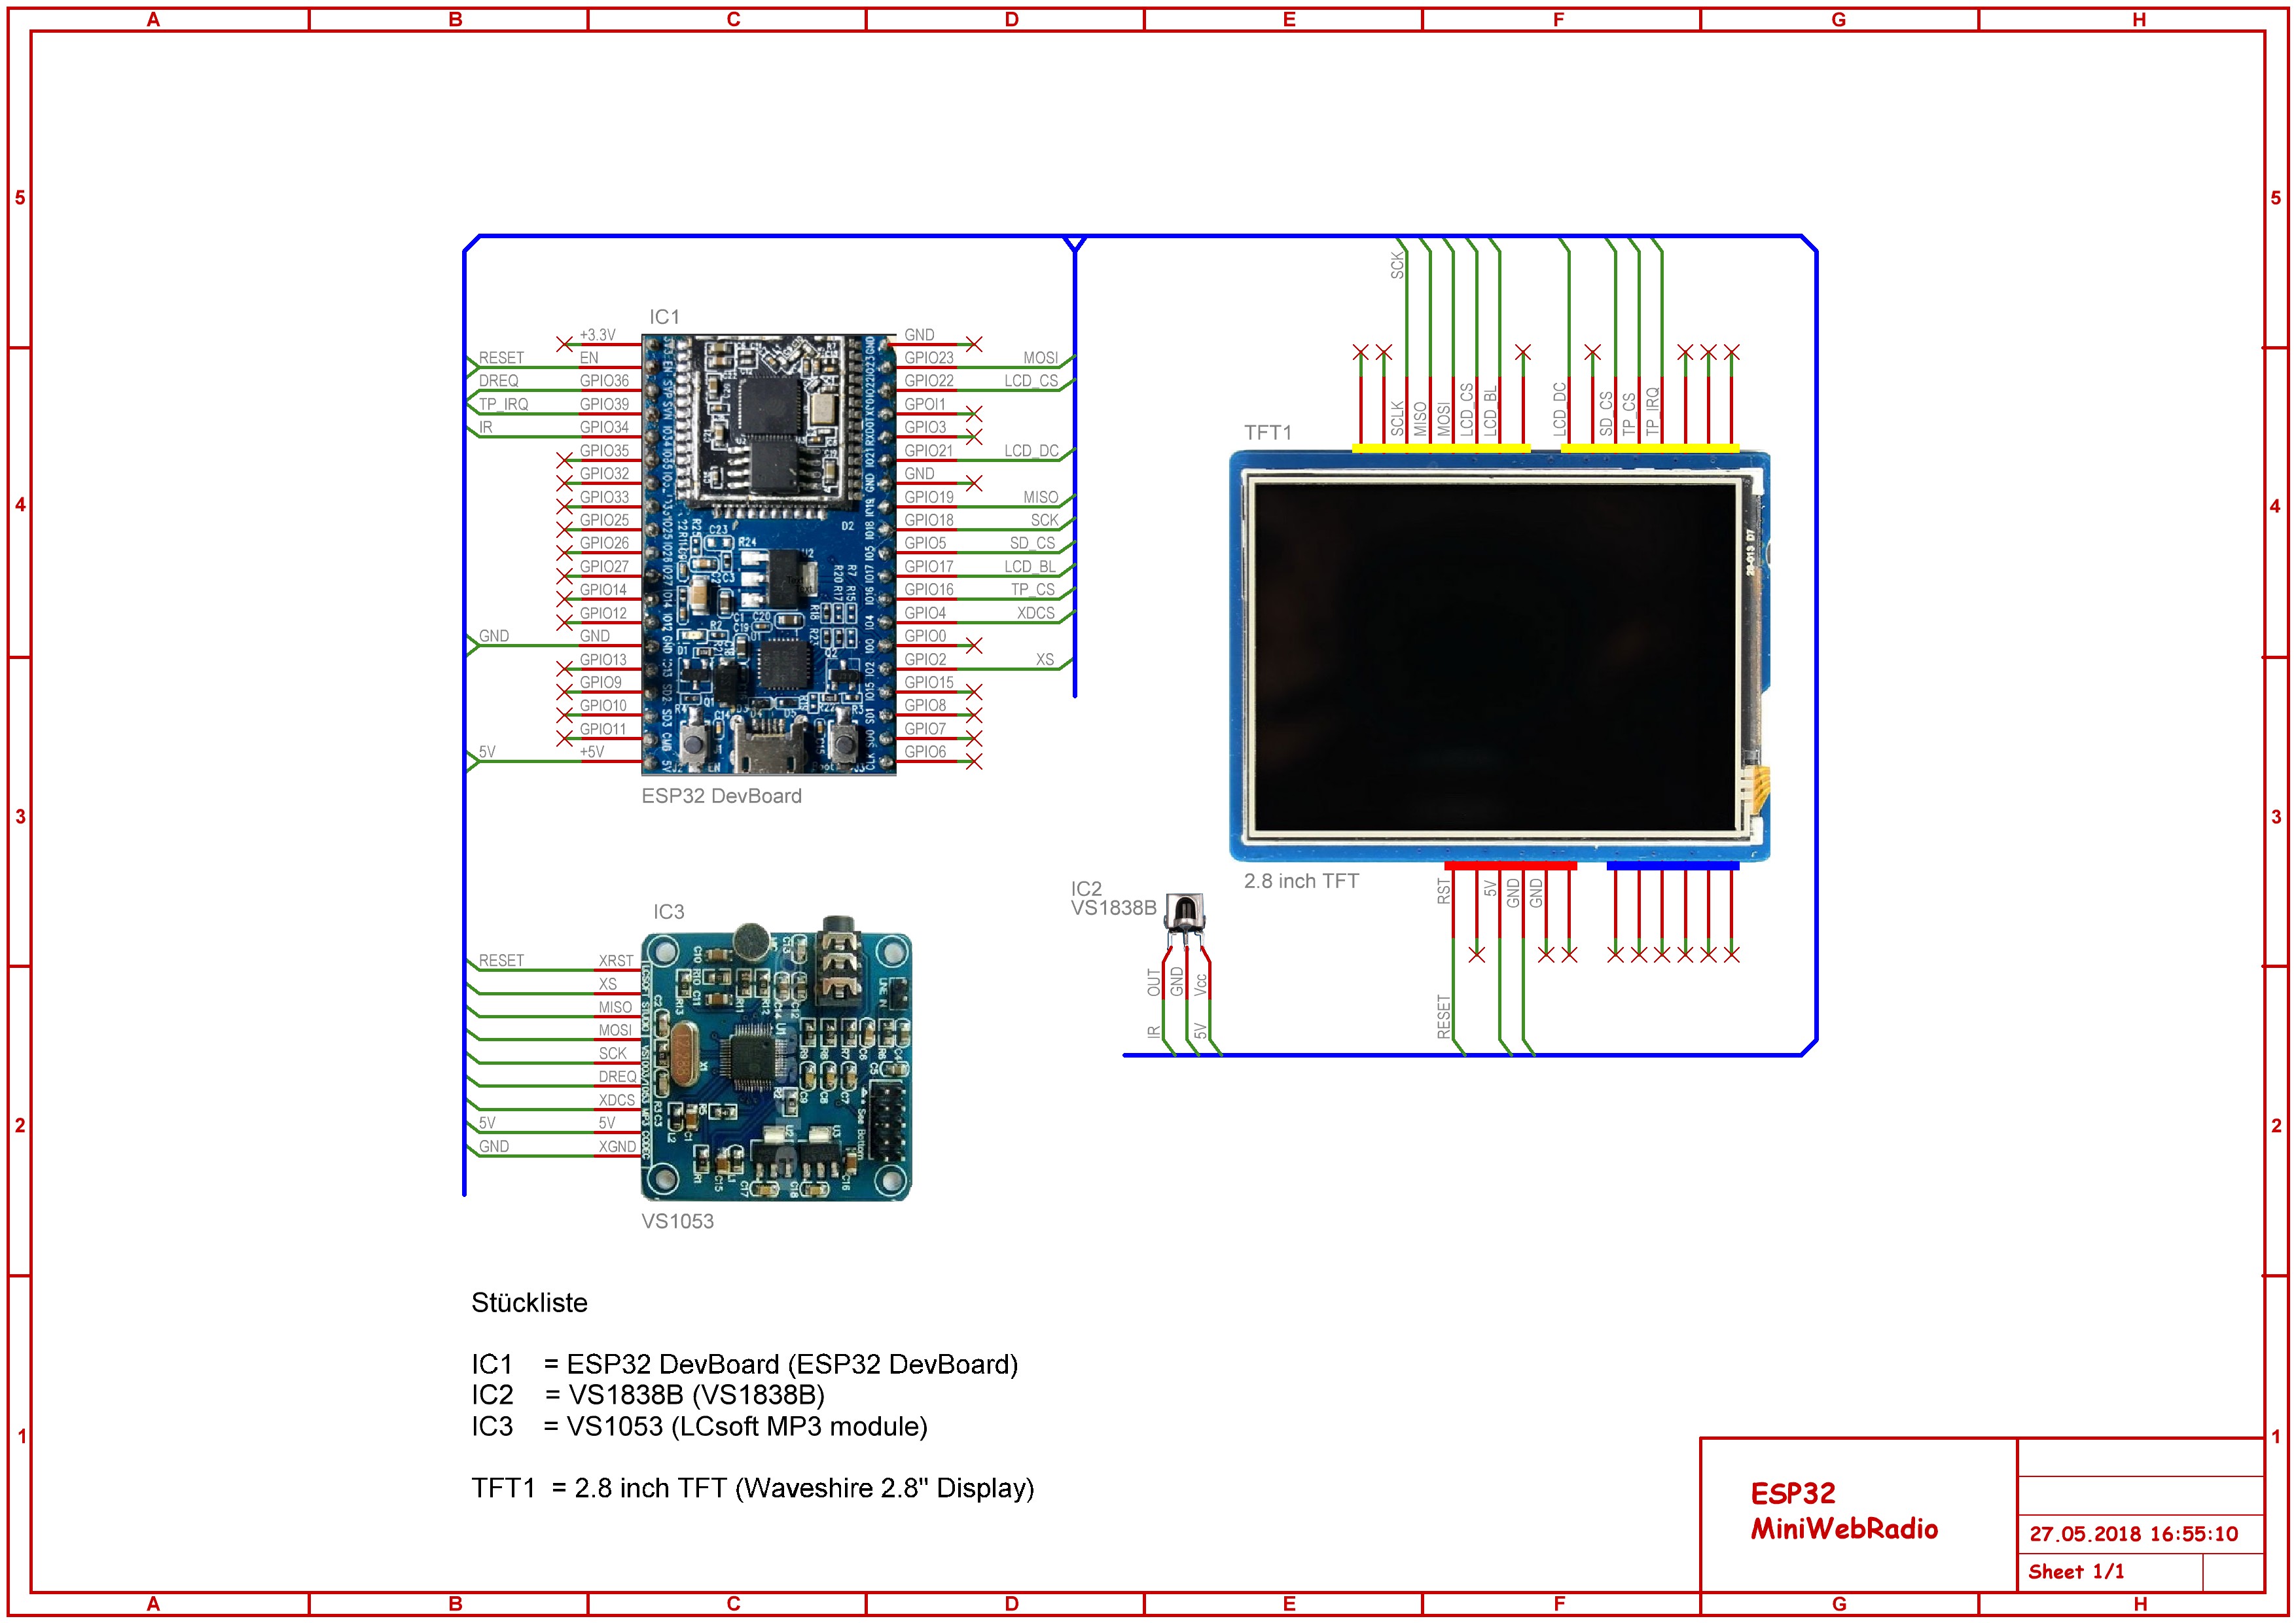 A B C D E F G H
5 5
4 4
3 3
2 2
1 1
IC1
+3.3V
RESET EN
DREQ GPIO36
TP_IRQ GPIO39
IR GPIO34
GPIO35
GPIO32
GPIO33
GPIO25
GPIO26
GPIO27
GPIO14
GPIO12
GND GND
GPIO13
GPIO9
GPIO10
GPIO11
5V +5V
GND
GPIO23 MOSI
GPIO22 LCD_CS
GPOI1
GPIO3
GPIO21 LCD_DC
GND
GPIO19 MISO
GPIO18 SCK
GPIO5 SD_CS
GPIO17 LCD_BL
GPIO16 TP_CS
GPIO4 XDCS
GPIO0
GPIO2 XS
GPIO15
GPIO8
GPIO7
GPIO6
ESP32 DevBoard
SCK
SCLK
MISO
MOSI
LCD_CS
LCD_BL
LCD_DC
SD_CS
TP_CS
TP_IRQ
TFT1
2.8 inch TFT
RST
5V
GND
GND
RESET
IC2
VS1838B
OUT
GND
Vcc
IR
5V
IC3
RESET XRST
XS
MISO
MOSI
SCK
DREQ
XDCS
5V 5V
GND XGND
VS1053
Stückliste
IC1 = ESP32 DevBoard (ESP32 DevBoard)
IC2 = VS1838B (VS1838B)
IC3 = VS1053 (LCsoft MP3 module)
TFT1 = 2.8 inch TFT (Waveshire 2.8" Display)
ESP32
MiniWebRadio
27.05.2018 16:55:10
Sheet 1/1
A B C D E F G H